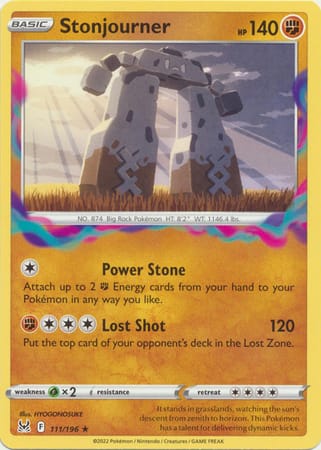 BASIC Stonjourner HP 140
NO. 874 Big Rock Pokémon HT: 8'2" WT: 1146.4 lbs.
Power Stone
Attach up to 2 Energy cards from your hand to your
Pokémon in any way you like.
Lost Shot 120
Put the top card of your opponent's deck in the Lost Zone.
weakness ×2 resistance retreat
Illus. HYOGONOSUKE
F 111/196 ★
It stands in grasslands, watching the sun's
descent from zenith to horizon. This Pokémon
has a talent for delivering dynamic kicks.
©2022 Pokémon / Nintendo / Creatures / GAME FREAK